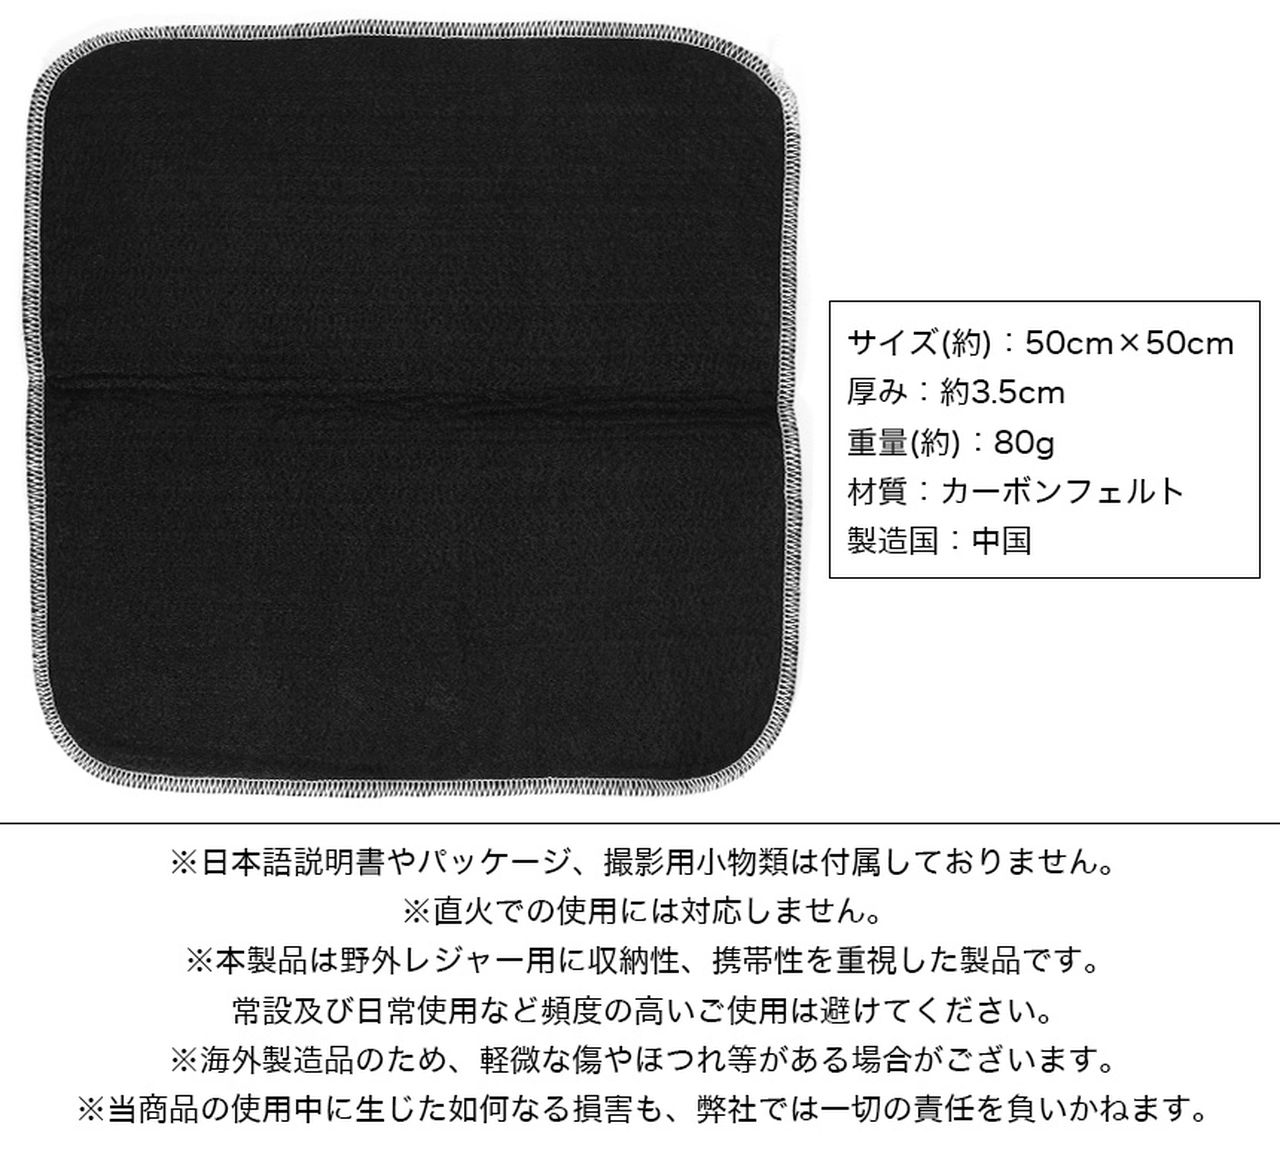 サイズ(約)：50cm×50cm
厚み：約3.5cm
重量(約)：80g
材質：カーボンフェルト
製造国：中国
※日本語説明書やパッケージ、撮影用小物類は付属しておりません。
※直火での使用には対応しません。
※本製品は野外レジャー用に収納性、携帯性を重視した製品です。
常設及び日常使用など頻度の高いご使用は避けてください。
※海外製造品のため、軽微な傷やほつれ等がある場合がございます。
※当商品の使用中に生じた如何なる損害も、弊社では一切の責任を負いかねます。